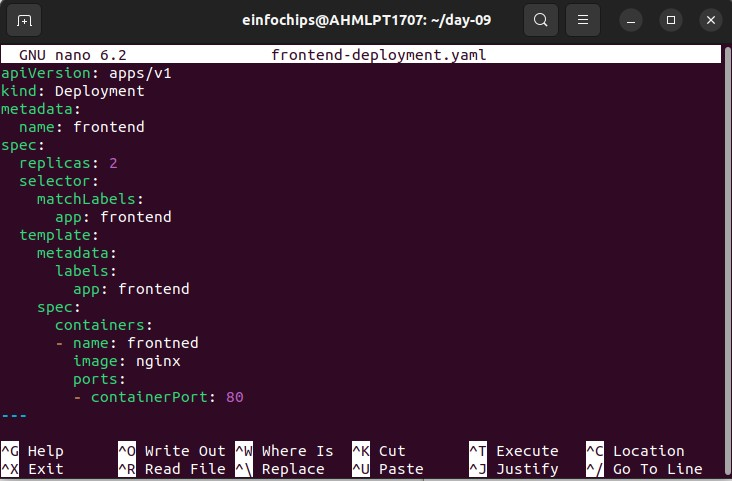 einfochips@AHMLPT1707: ~/day-09
GNU nano 6.2 frontend-deployment.yaml
apiVersion: apps/v1
kind: Deployment
metadata:
  name: frontend
spec:
  replicas: 2
  selector:
    matchLabels:
      app: frontend
  template:
    metadata:
      labels:
        app: frontend
    spec:
      containers:
      - name: frontned
        image: nginx
        ports:
        - containerPort: 80
---
^G Help ^O Write Out ^W Where Is ^K Cut ^T Execute ^C Location
^X Exit ^R Read File ^\ Replace ^U Paste ^J Justify ^/ Go To Line